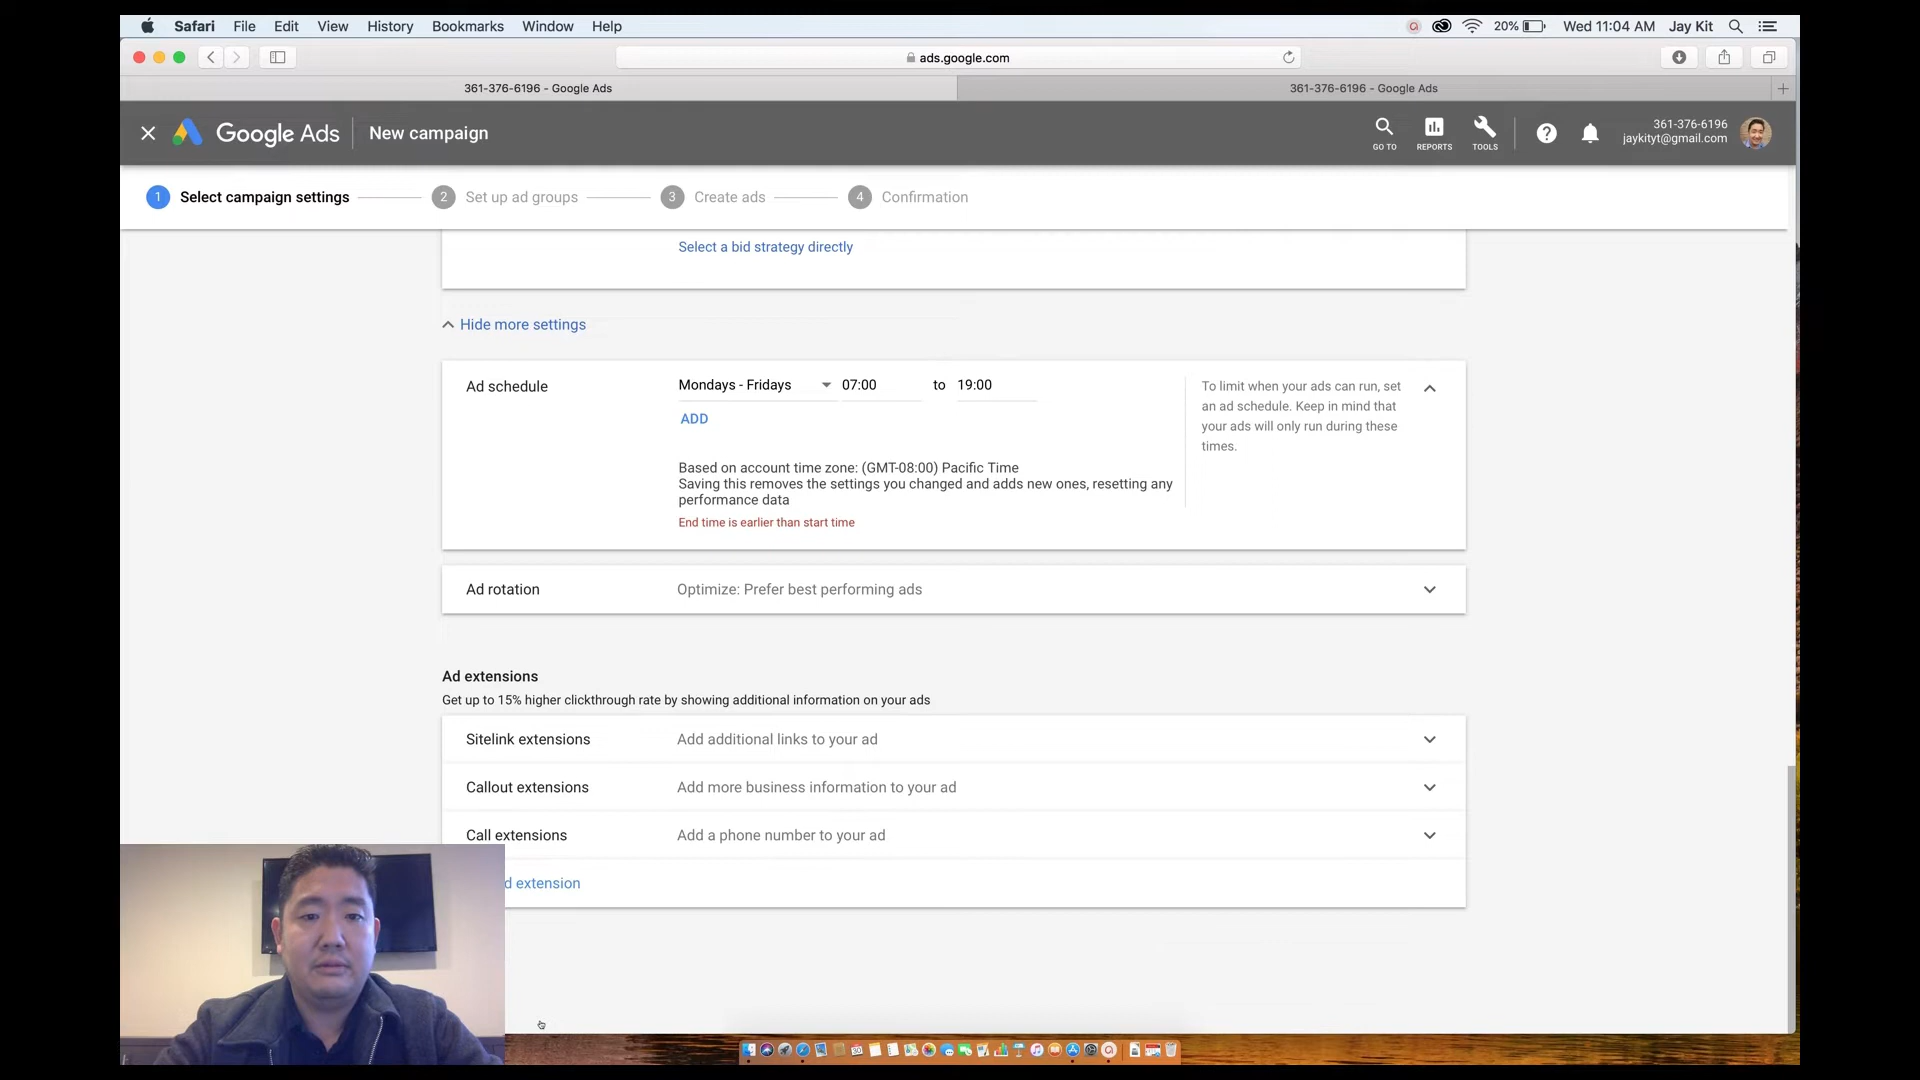 Safari File Edit View History Bookmarks Window Help 20% Wed 11:04 AM Jay Kit
ads.google.com
361-376-6196 - Google Ads 361-376-6196 - Google Ads
Google Ads New campaign
GO TO REPORTS TOOLS
361-376-6196
jaykityt@gmail.com
1 Select campaign settings 2 Set up ad groups 3 Create ads 4 Confirmation
Select a bid strategy directly
Hide more settings
Ad schedule Mondays - Fridays 07:00 to 19:00
ADD
To limit when your ads can run, set
an ad schedule. Keep in mind that
your ads will only run during these
times.
Based on account time zone: (GMT-08:00) Pacific Time
Saving this removes the settings you changed and adds new ones, resetting any
performance data
End time is earlier than start time
Ad rotation Optimize: Prefer best performing ads
Ad extensions
Get up to 15% higher clickthrough rate by showing additional information on your ads
Sitelink extensions Add additional links to your ad
Callout extensions Add more business information to your ad
Call extensions Add a phone number to your ad
d extension